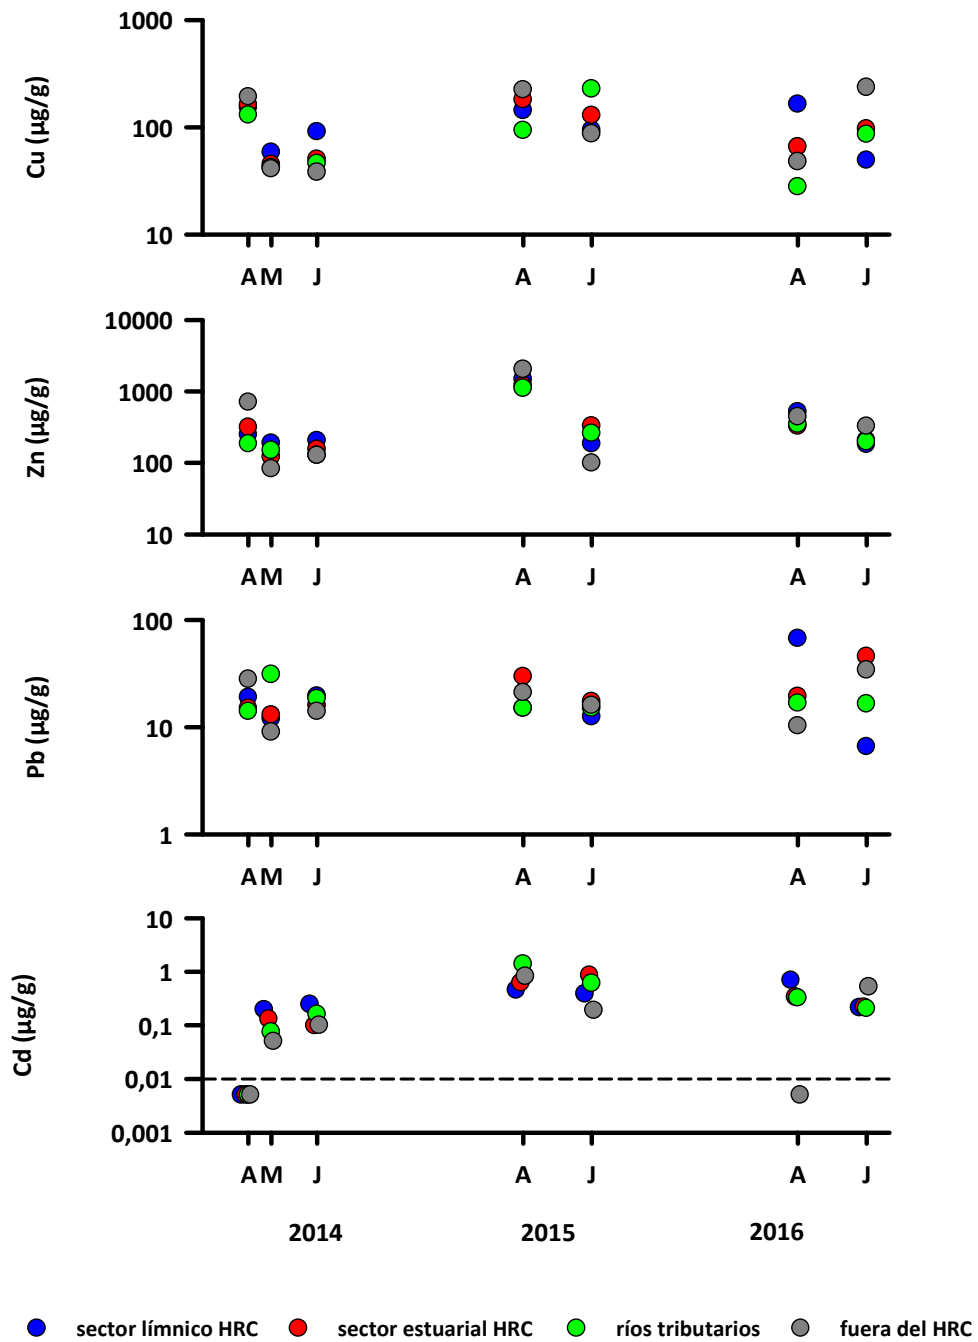 1000
100
10
Cu (µg/g)
A M J A J A J
10000
1000
100
10
Zn (µg/g)
A M J A J A J
100
10
1
Pb (µg/g)
A M J A J A J
10
1
0,1
0,01
0,001
Cd (µg/g)
A M J A J A J
2014 2015 2016
sector límnico HRC sector estuarial HRC ríos tributarios fuera del HRC